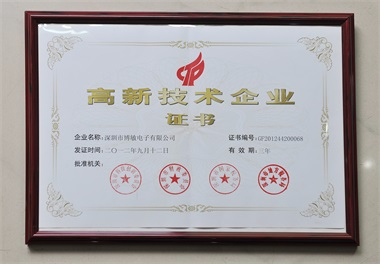 高新技术企业
证书
企业名称：深圳市博敏电子有限公司
证书编号：GF201244200068
发证时间：二〇一二年九月十二日
有 效 期：三年
批准机关：